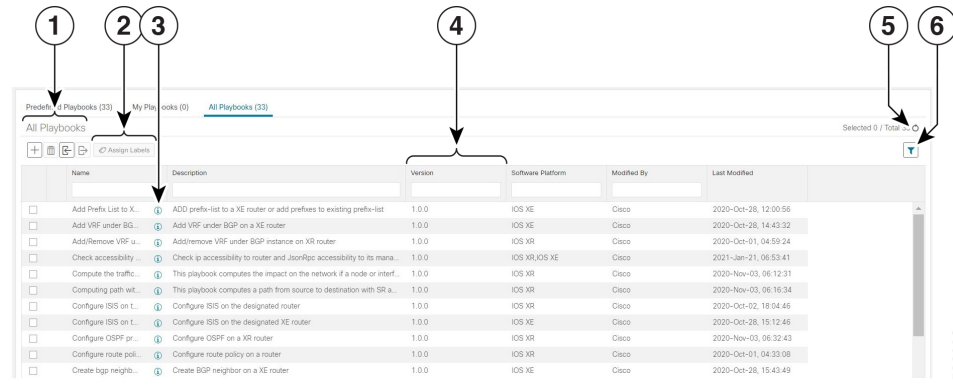 1 2 3 4 5 6
Playbooks (33) My Playbooks (0) All Playbooks (33)
All Playbooks Selected 0 / Total
Assign Labels
Name Description Version Software Platform Modified By Last Modified
Add Prefix List to X... ADD prefix-list to a XE router or add prefixes to existing prefix-list 1.0.0 IOS XE Cisco 2020-Oct-28, 12:00:56
Add VRF under BG... Add VRF under BGP on a XE router 1.0.0 IOS XE Cisco 2020-Oct-28, 14:43:32
Add/Remove VRF u... Add/remove VRF under BGP instance on XR router 1.0.0 IOS XR Cisco 2020-Oct-01, 04:59:24
Check accessibility ... Check ip accessibility to router and JsonRpc accessibility to its mana... 1.0.0 IOS XR,IOS XE Cisco 2021-Jan-21, 06:53:41
Compute the traffic... This playbook computes the impact on the network if a node or interf... 1.0.0 IOS XR Cisco 2020-Nov-03, 06:12:31
Computing path wit... This playbook computes a path from source to destination with SR a... 1.0.0 IOS XR Cisco 2020-Nov-03, 06:16:34
Configure ISIS on t... Configure ISIS on the designated router 1.0.0 IOS XR Cisco 2020-Oct-02, 18:04:46
Configure ISIS on t... Configure ISIS on the designated XE router 1.0.0 IOS XE Cisco 2020-Oct-28, 15:12:46
Configure OSPF pr... Configure OSPF on a XR router 1.0.0 IOS XR Cisco 2020-Nov-03, 06:32:43
Configure route poli... Configure route policy on a router 1.0.0 IOS XR Cisco 2020-Oct-01, 04:33:08
Create bgp neighb... Create BGP neighbor on a XE router 1.0.0 IOS XE Cisco 2020-Oct-28, 15:43:49